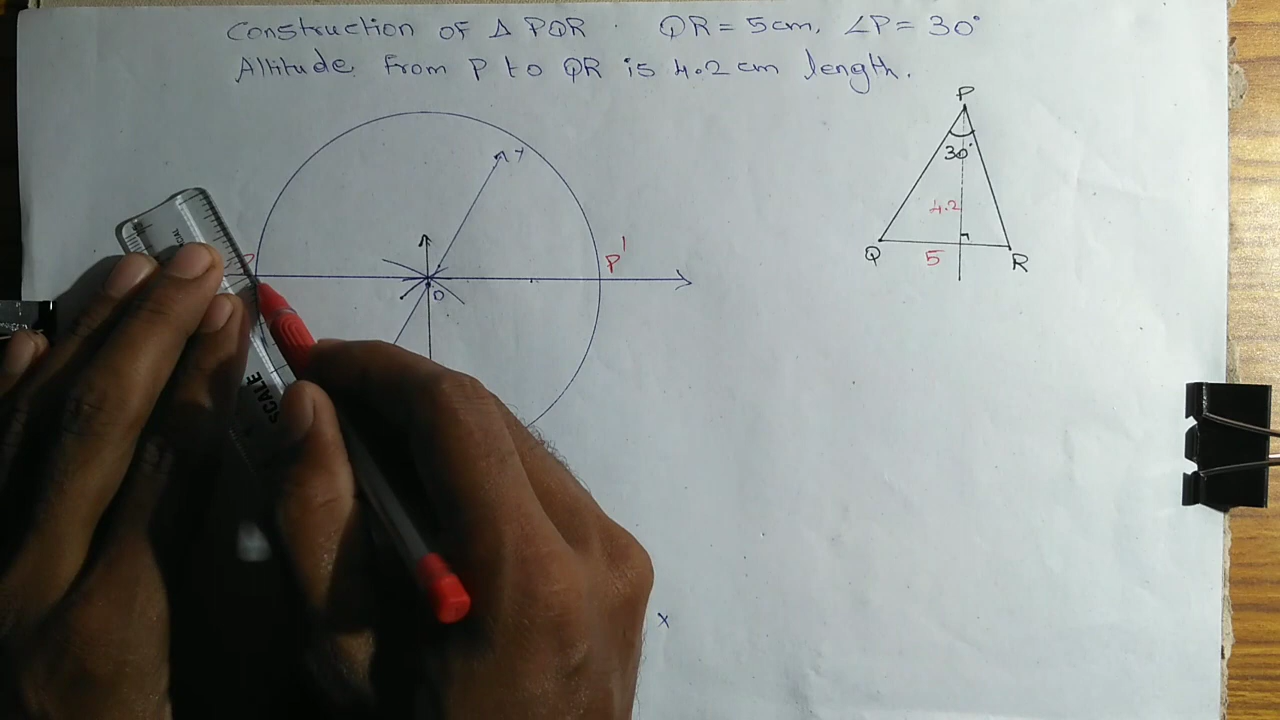 Construction of Δ PQR. QR = 5cm, ∠P = 30°
Altitude from P to QR is 4.2 cm length.
P
30°
4.2
Q 5 R
Y
P P'
O
SCALE
X